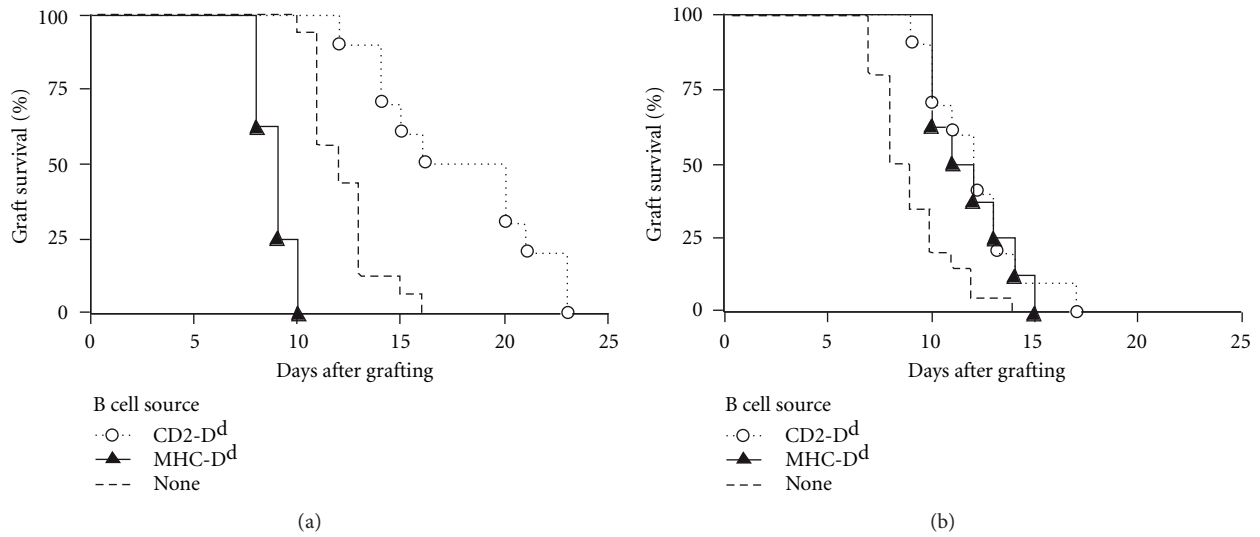 100
75
50
25
0
Graft survival (%)
0 5 10 15 20 25
Days after grafting
B cell source
CD2-Dd
MHC-Dd
None
(a)
100
75
50
25
0
Graft survival (%)
0 5 10 15 20 25
Days after grafting
B cell source
CD2-Dd
MHC-Dd
None
(b)